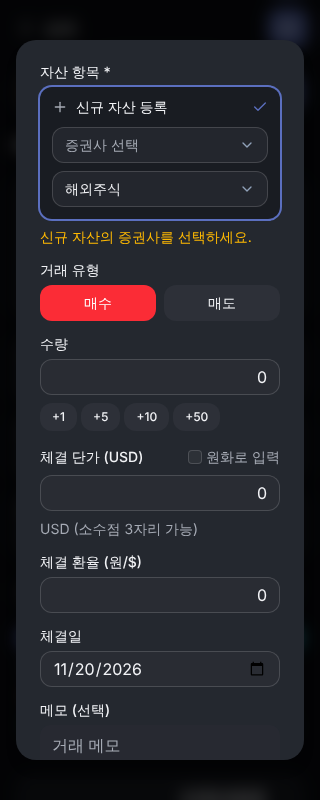 자산 항목 *
+ 신규 자산 등록
증권사 선택
해외주식
신규 자산의 증권사를 선택하세요.
거래 유형
매수 매도
수량
0
+1 +5 +10 +50
체결 단가 (USD) 원화로 입력
0
USD (소수점 3자리 가능)
체결 환율 (원/$)
0
체결일
11/20/2026
메모 (선택)
거래 메모